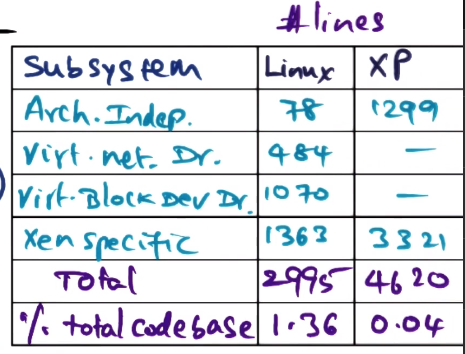 #lines
Subsystem Linux XP
Arch. Indep. 78 1299
Virt. net. Dr. 484 —
Virt. Block Dev Dr. 1070 —
Xen specific 1363 3321
Total 2995 4620
% total codebase 1.36 0.04